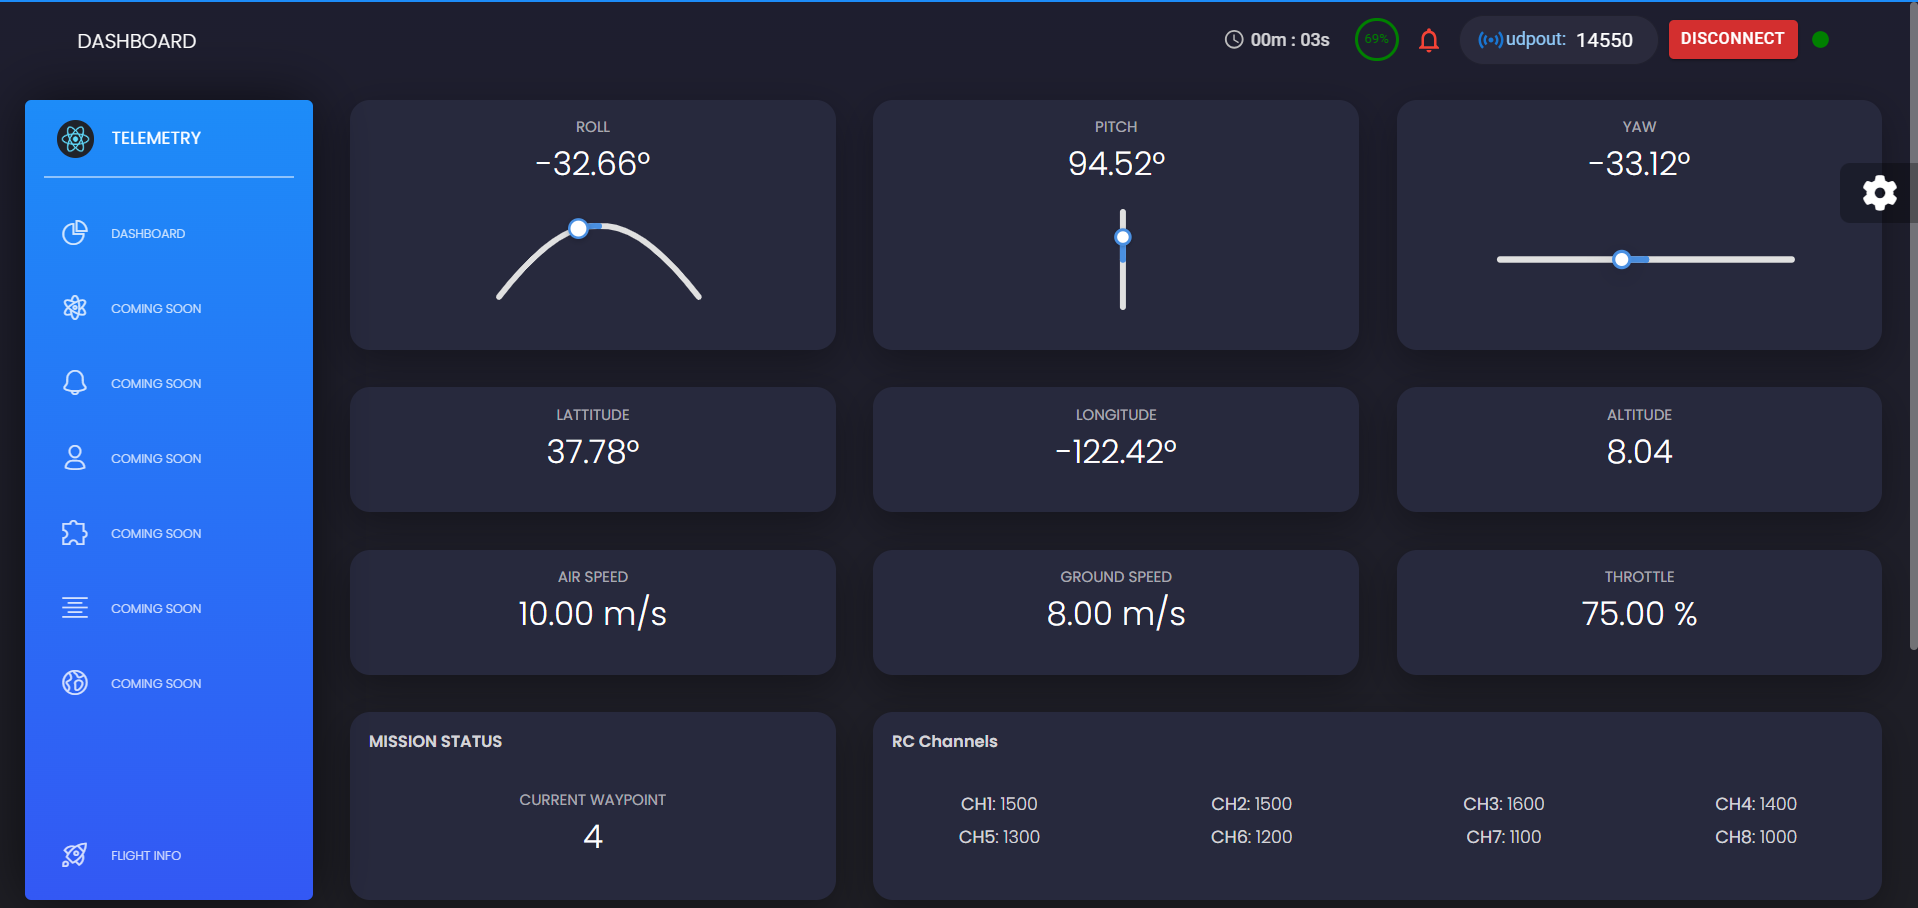 DASHBOARD
00m : 03s
69%
udpout: 14550
DISCONNECT
TELEMETRY
DASHBOARD
COMING SOON
COMING SOON
COMING SOON
COMING SOON
COMING SOON
COMING SOON
FLIGHT INFO
ROLL
-32.66°
PITCH
94.52°
YAW
-33.12°
LATTITUDE
37.78°
LONGITUDE
-122.42°
ALTITUDE
8.04
AIR SPEED
10.00 m/s
GROUND SPEED
8.00 m/s
THROTTLE
75.00 %
MISSION STATUS
CURRENT WAYPOINT
4
RC Channels
CH1: 1500 CH2: 1500 CH3: 1600 CH4: 1400
CH5: 1300 CH6: 1200 CH7: 1100 CH8: 1000